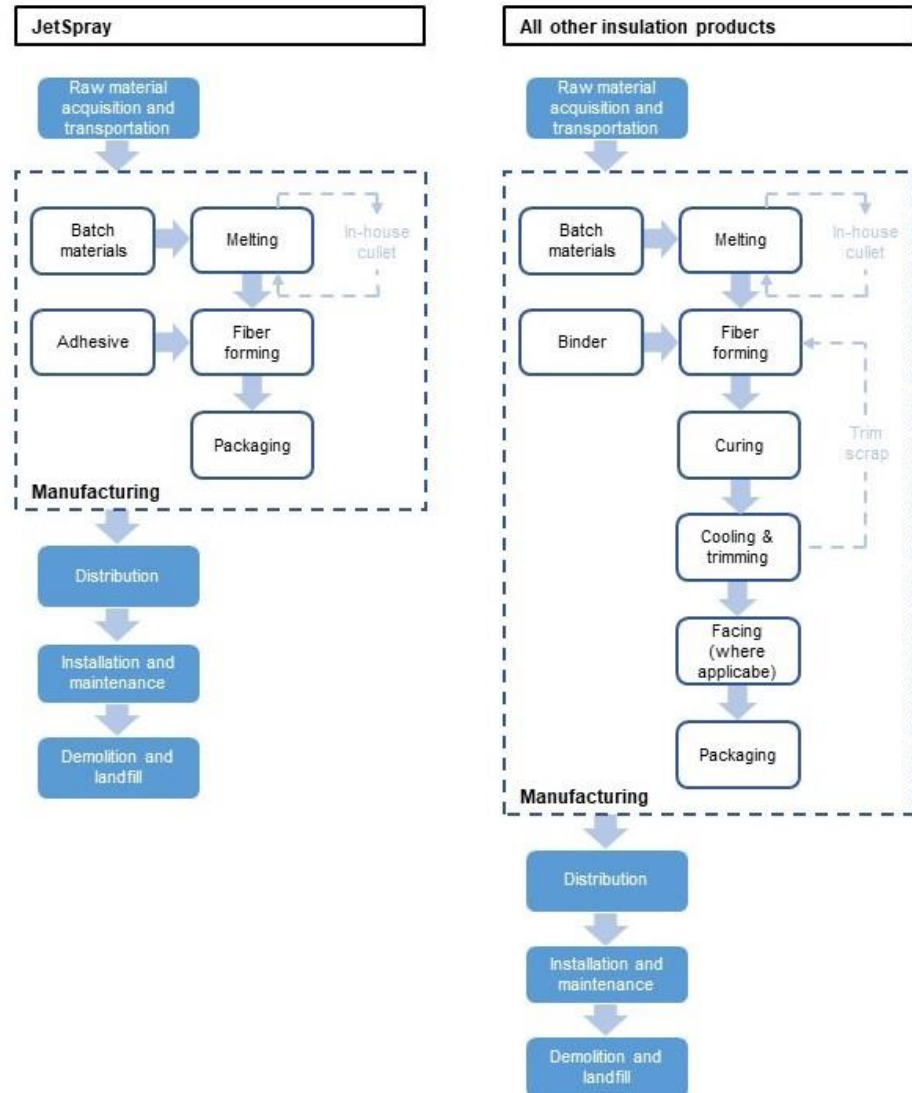 JetSpray
Raw material
acquisition and
transportation
Batch
materials
Melting
In-house
cullet
Adhesive
Fiber
forming
Packaging
Manufacturing
Distribution
Installation and
maintenance
Demolition and
landfill
All other insulation products
Raw material
acquisition and
transportation
Batch
materials
Melting
In-house
cullet
Binder
Fiber
forming
Curing
Trim
scrap
Cooling &
trimming
Facing
(where
applicabe)
Packaging
Manufacturing
Distribution
Installation and
maintenance
Demolition and
landfill